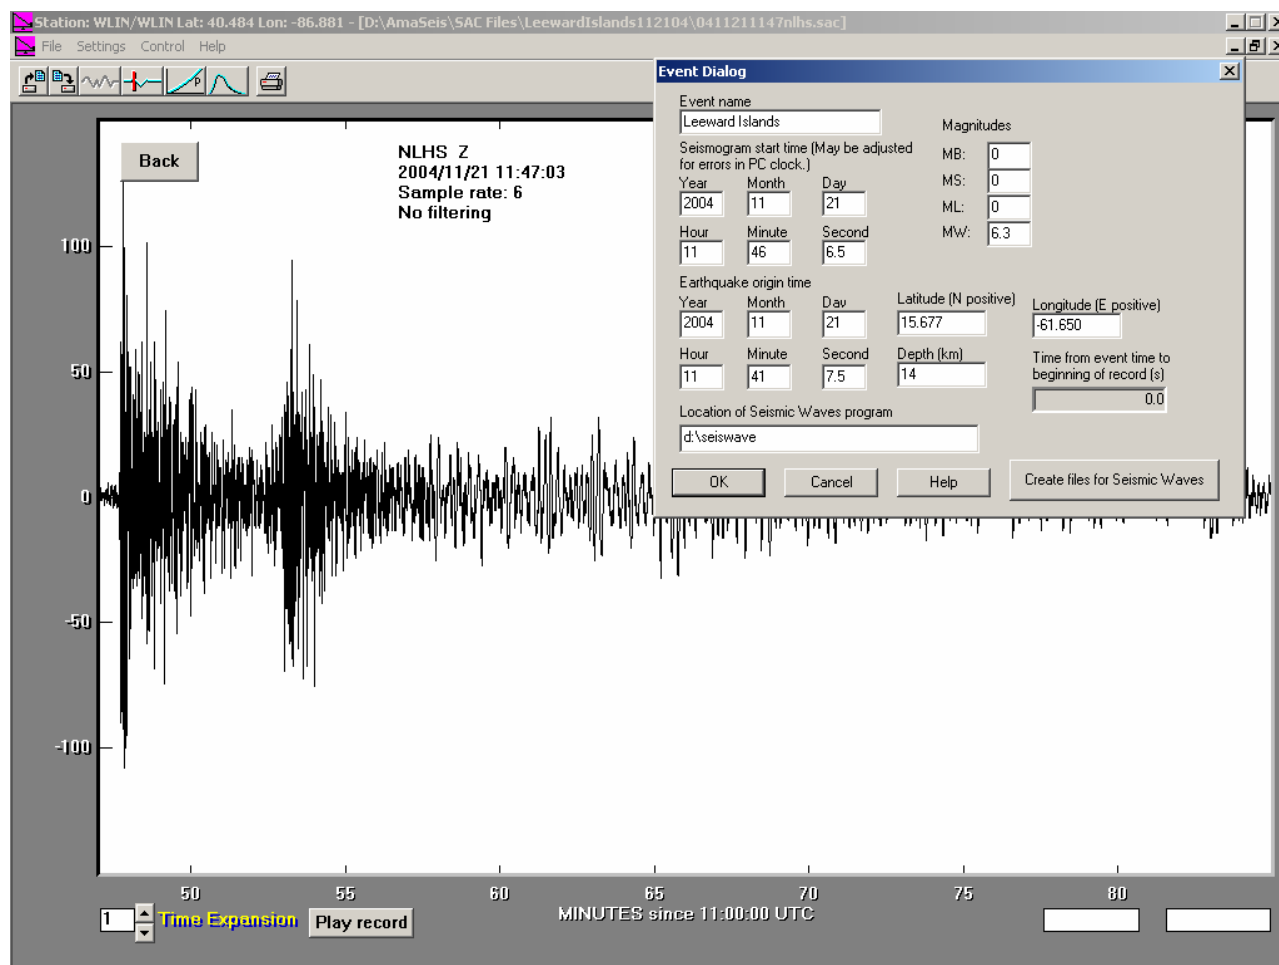 Station: WLIN/WLIN Lat: 40.484 Lon: -86.881 - [D:\AmaSeis\SAC Files\LeewardIslands112104\0411211147nlhs.sac]
File Settings Control Help
P
Back
NLHS Z
2004/11/21 11:47:03
Sample rate: 6
No filtering
100
50
0
-50
-100
50 55 60 65 70 75 80
MINUTES since 11:00:00 UTC
1 Time Expansion Play record
Event Dialog
Event name
Leeward Islands
Seismogram start time (May be adjusted
for errors in PC clock.)
Year Month Day
2004 11 21
Hour Minute Second
11 46 6.5
Magnitudes
MB: 0
MS: 0
ML: 0
MW: 6.3
Earthquake origin time
Year Month Day
2004 11 21
Hour Minute Second
11 41 7.5
Latitude (N positive)
15.677
Longitude (E positive)
-61.650
Depth (km)
14
Time from event time to
beginning of record (s)
0.0
Location of Seismic Waves program
d:\seiswave
OK Cancel Help Create files for Seismic Waves